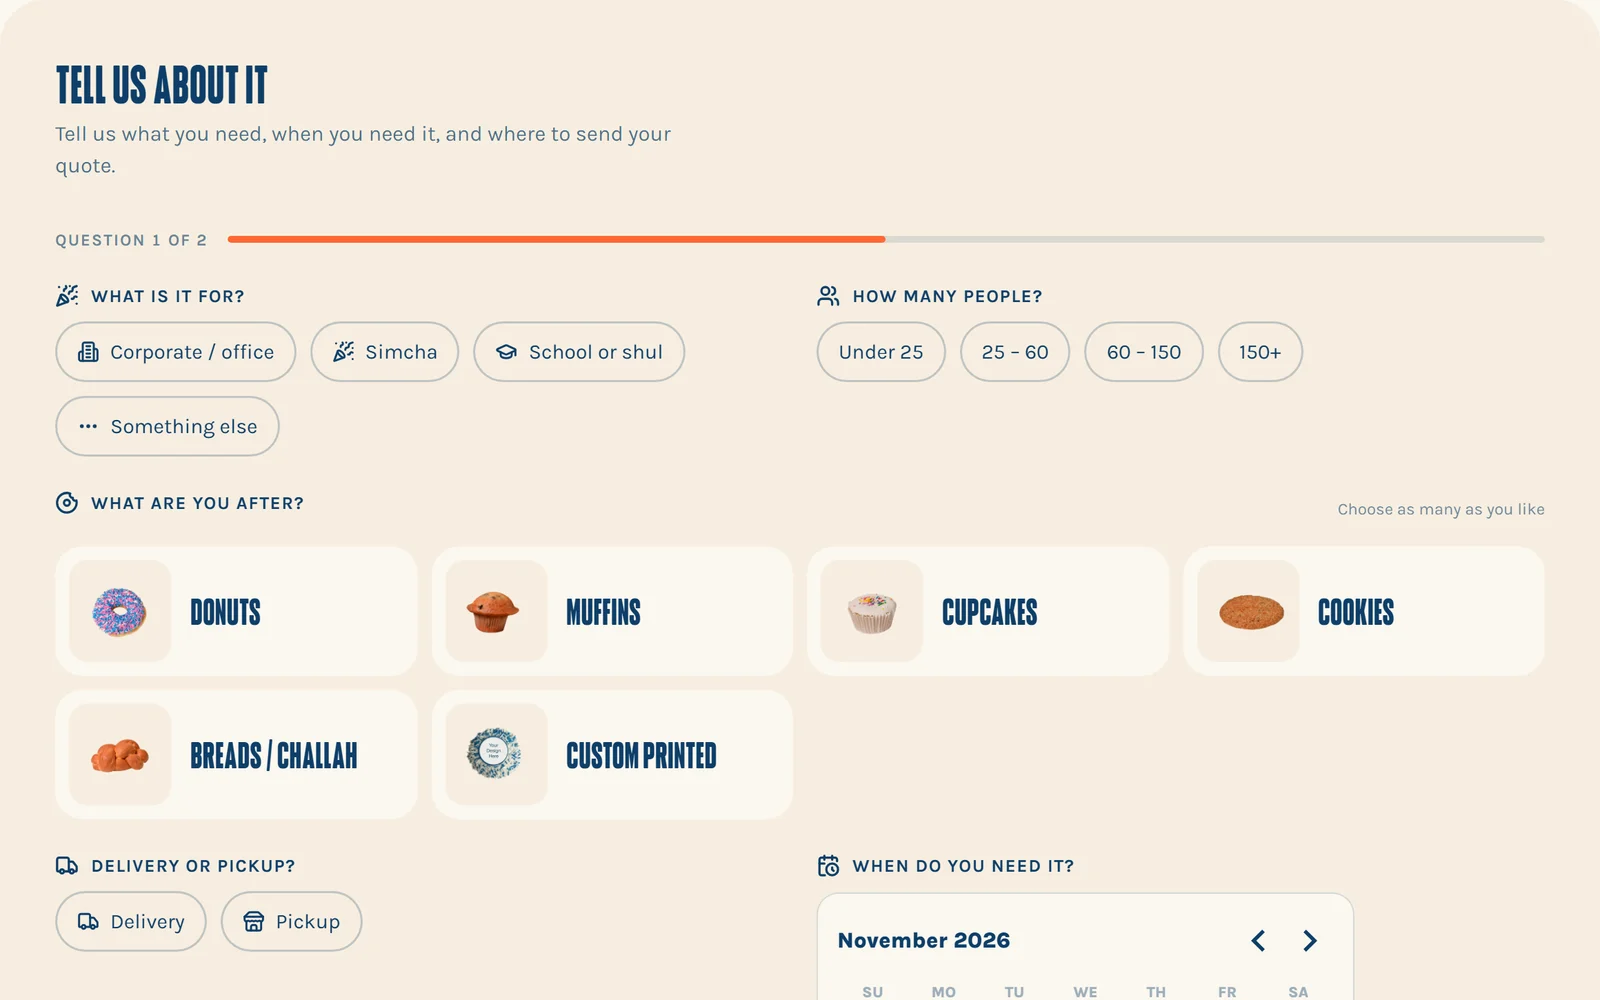 TELL US ABOUT IT
Tell us what you need, when you need it, and where to send your
quote.
QUESTION 1 OF 2
WHAT IS IT FOR?
Corporate / office
Simcha
School or shul
Something else
HOW MANY PEOPLE?
Under 25
25 – 60
60 – 150
150+
WHAT ARE YOU AFTER?
Choose as many as you like
DONUTS
MUFFINS
CUPCAKES
COOKIES
BREADS / CHALLAH
Your
Design
Here
CUSTOM PRINTED
DELIVERY OR PICKUP?
Delivery
Pickup
WHEN DO YOU NEED IT?
November 2026
SU MO TU WE TH FR SA